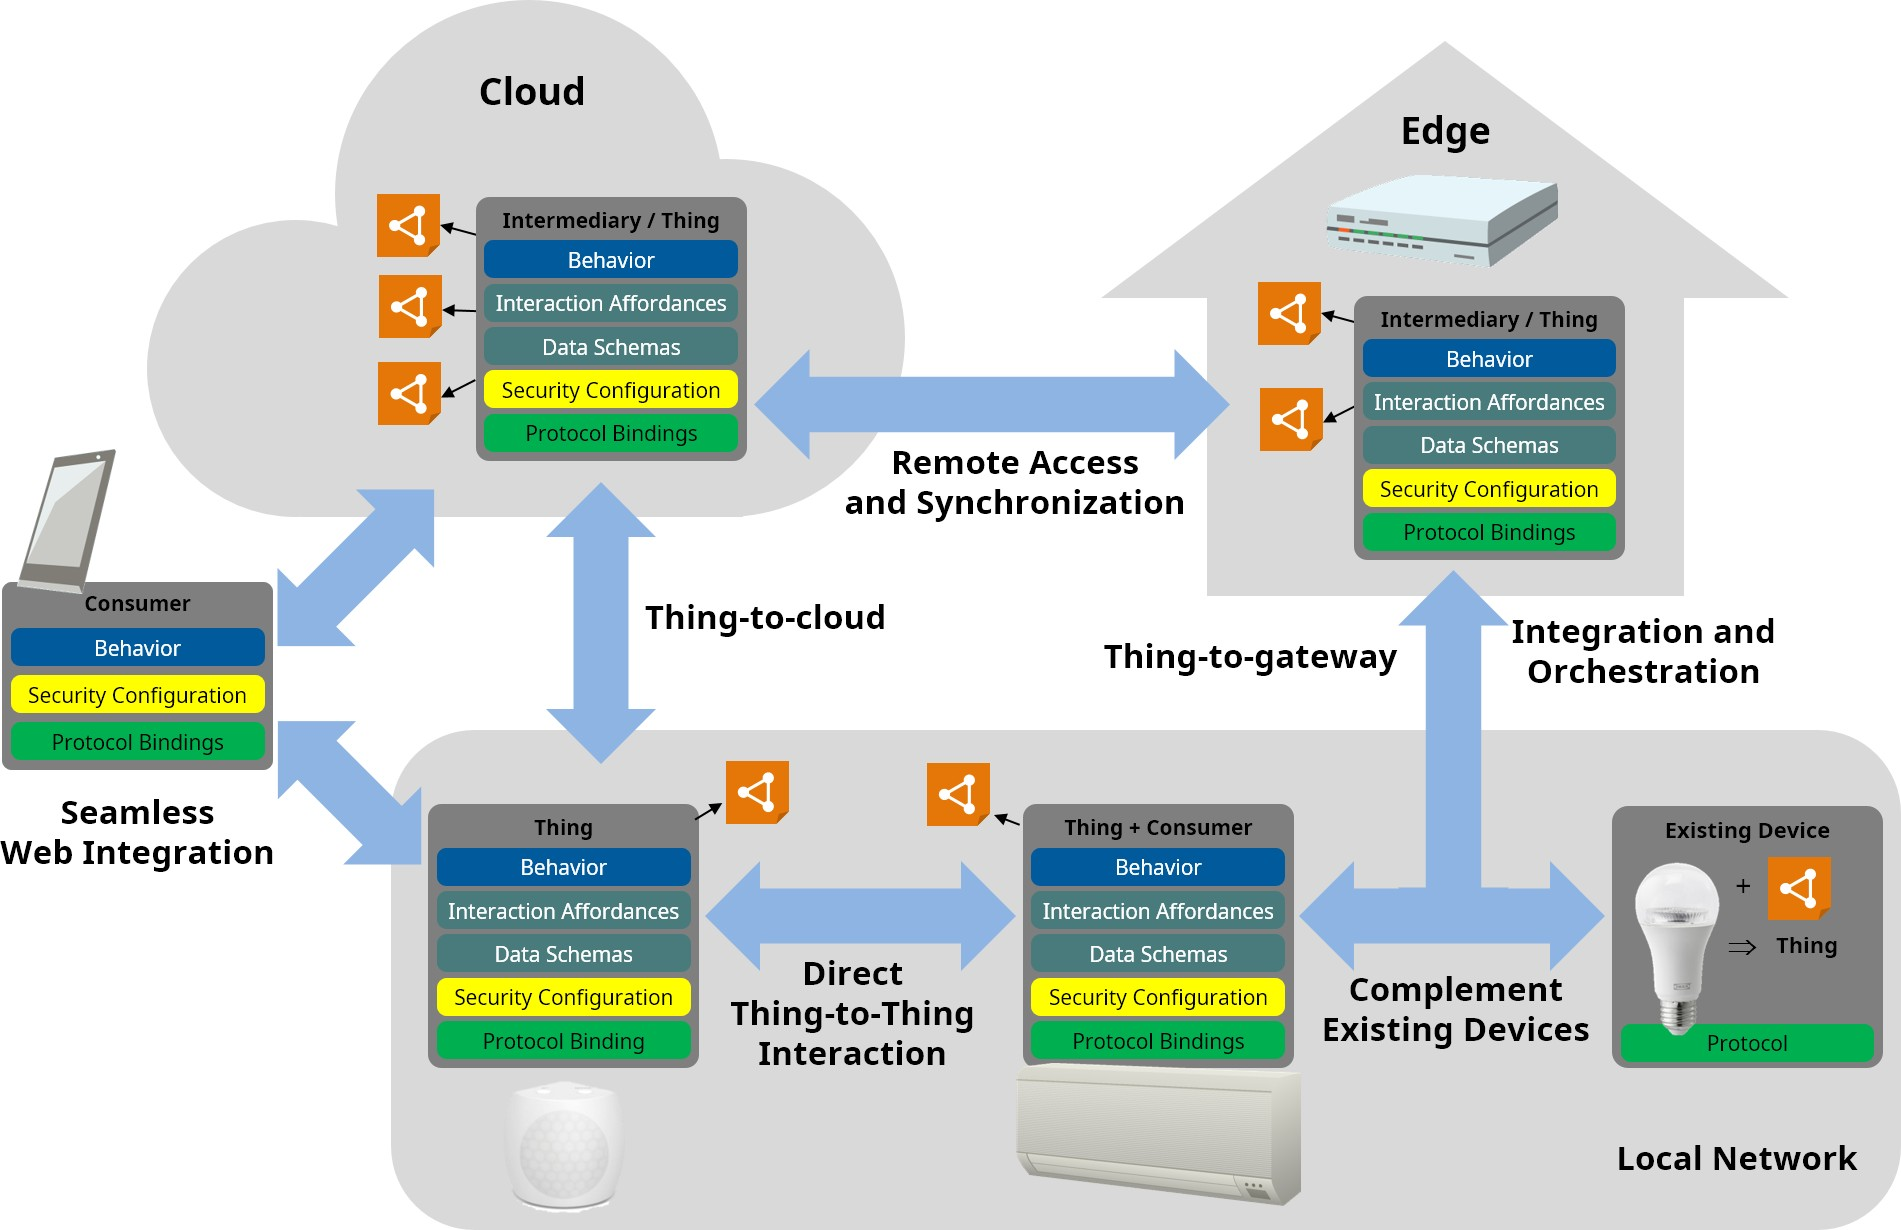 Cloud
Edge
Intermediary / Thing
Behavior
Interaction Affordances
Data Schemas
Security Configuration
Protocol Bindings
Intermediary / Thing
Behavior
Interaction Affordances
Data Schemas
Security Configuration
Protocol Bindings
Remote Access
and Synchronization
Consumer
Behavior
Security Configuration
Protocol Bindings
Seamless
Web Integration
Thing-to-cloud
Thing-to-gateway
Integration and
Orchestration
Thing
Behavior
Interaction Affordances
Data Schemas
Security Configuration
Protocol Binding
Direct
Thing-to-Thing
Interaction
Thing + Consumer
Behavior
Interaction Affordances
Data Schemas
Security Configuration
Protocol Bindings
Complement
Existing Devices
Existing Device
+
⇒ Thing
Protocol
Local Network